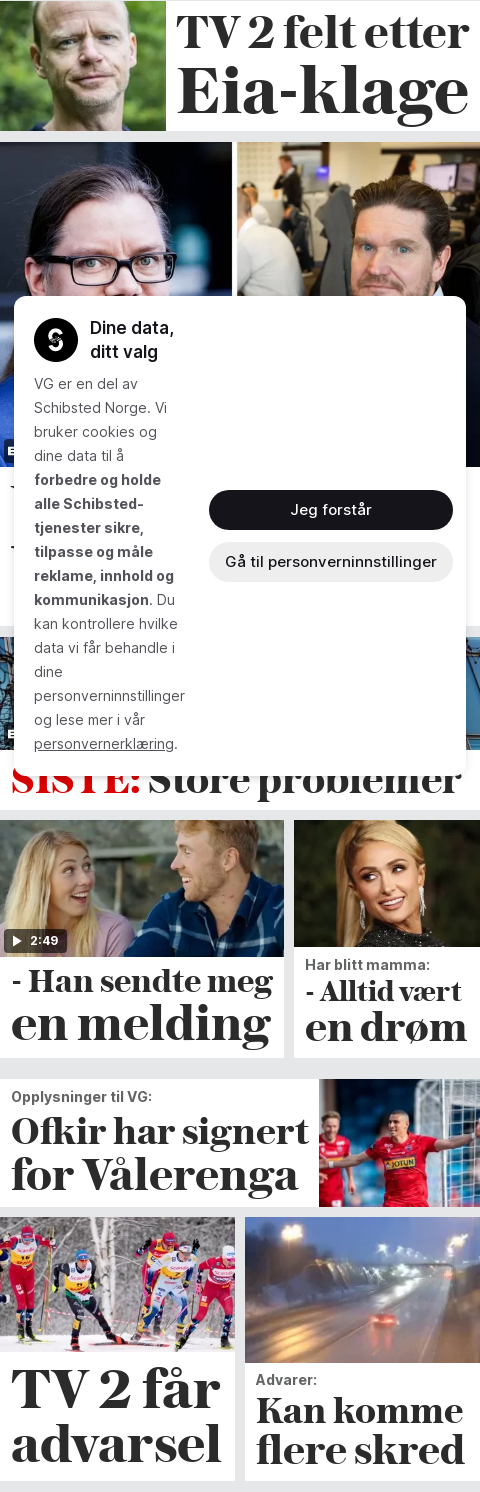 TV 2 felt etter
Eia-klage
Dine data,
ditt valg
VG er en del av
Schibsted Norge. Vi
bruker cookies og
dine data til å
forbedre og holde
alle Schibsted-
tjenester sikre,
tilpasse og måle
reklame, innhold og
kommunikasjon. Du
kan kontrollere hvilke
data vi får behandle i
dine
personverninnstillinger
og lese mer i vår
personvernerklæring.
Jeg forstår
Gå til personverninnstillinger
SISTE: Store problemer
2:49
- Han sendte meg
en melding
Har blitt mamma:
- Alltid vært
en drøm
Opplysninger til VG:
Ofkir har signert
for Vålerenga
JOTUN
TV 2 får
advarsel
Advarer:
Kan komme
flere skred